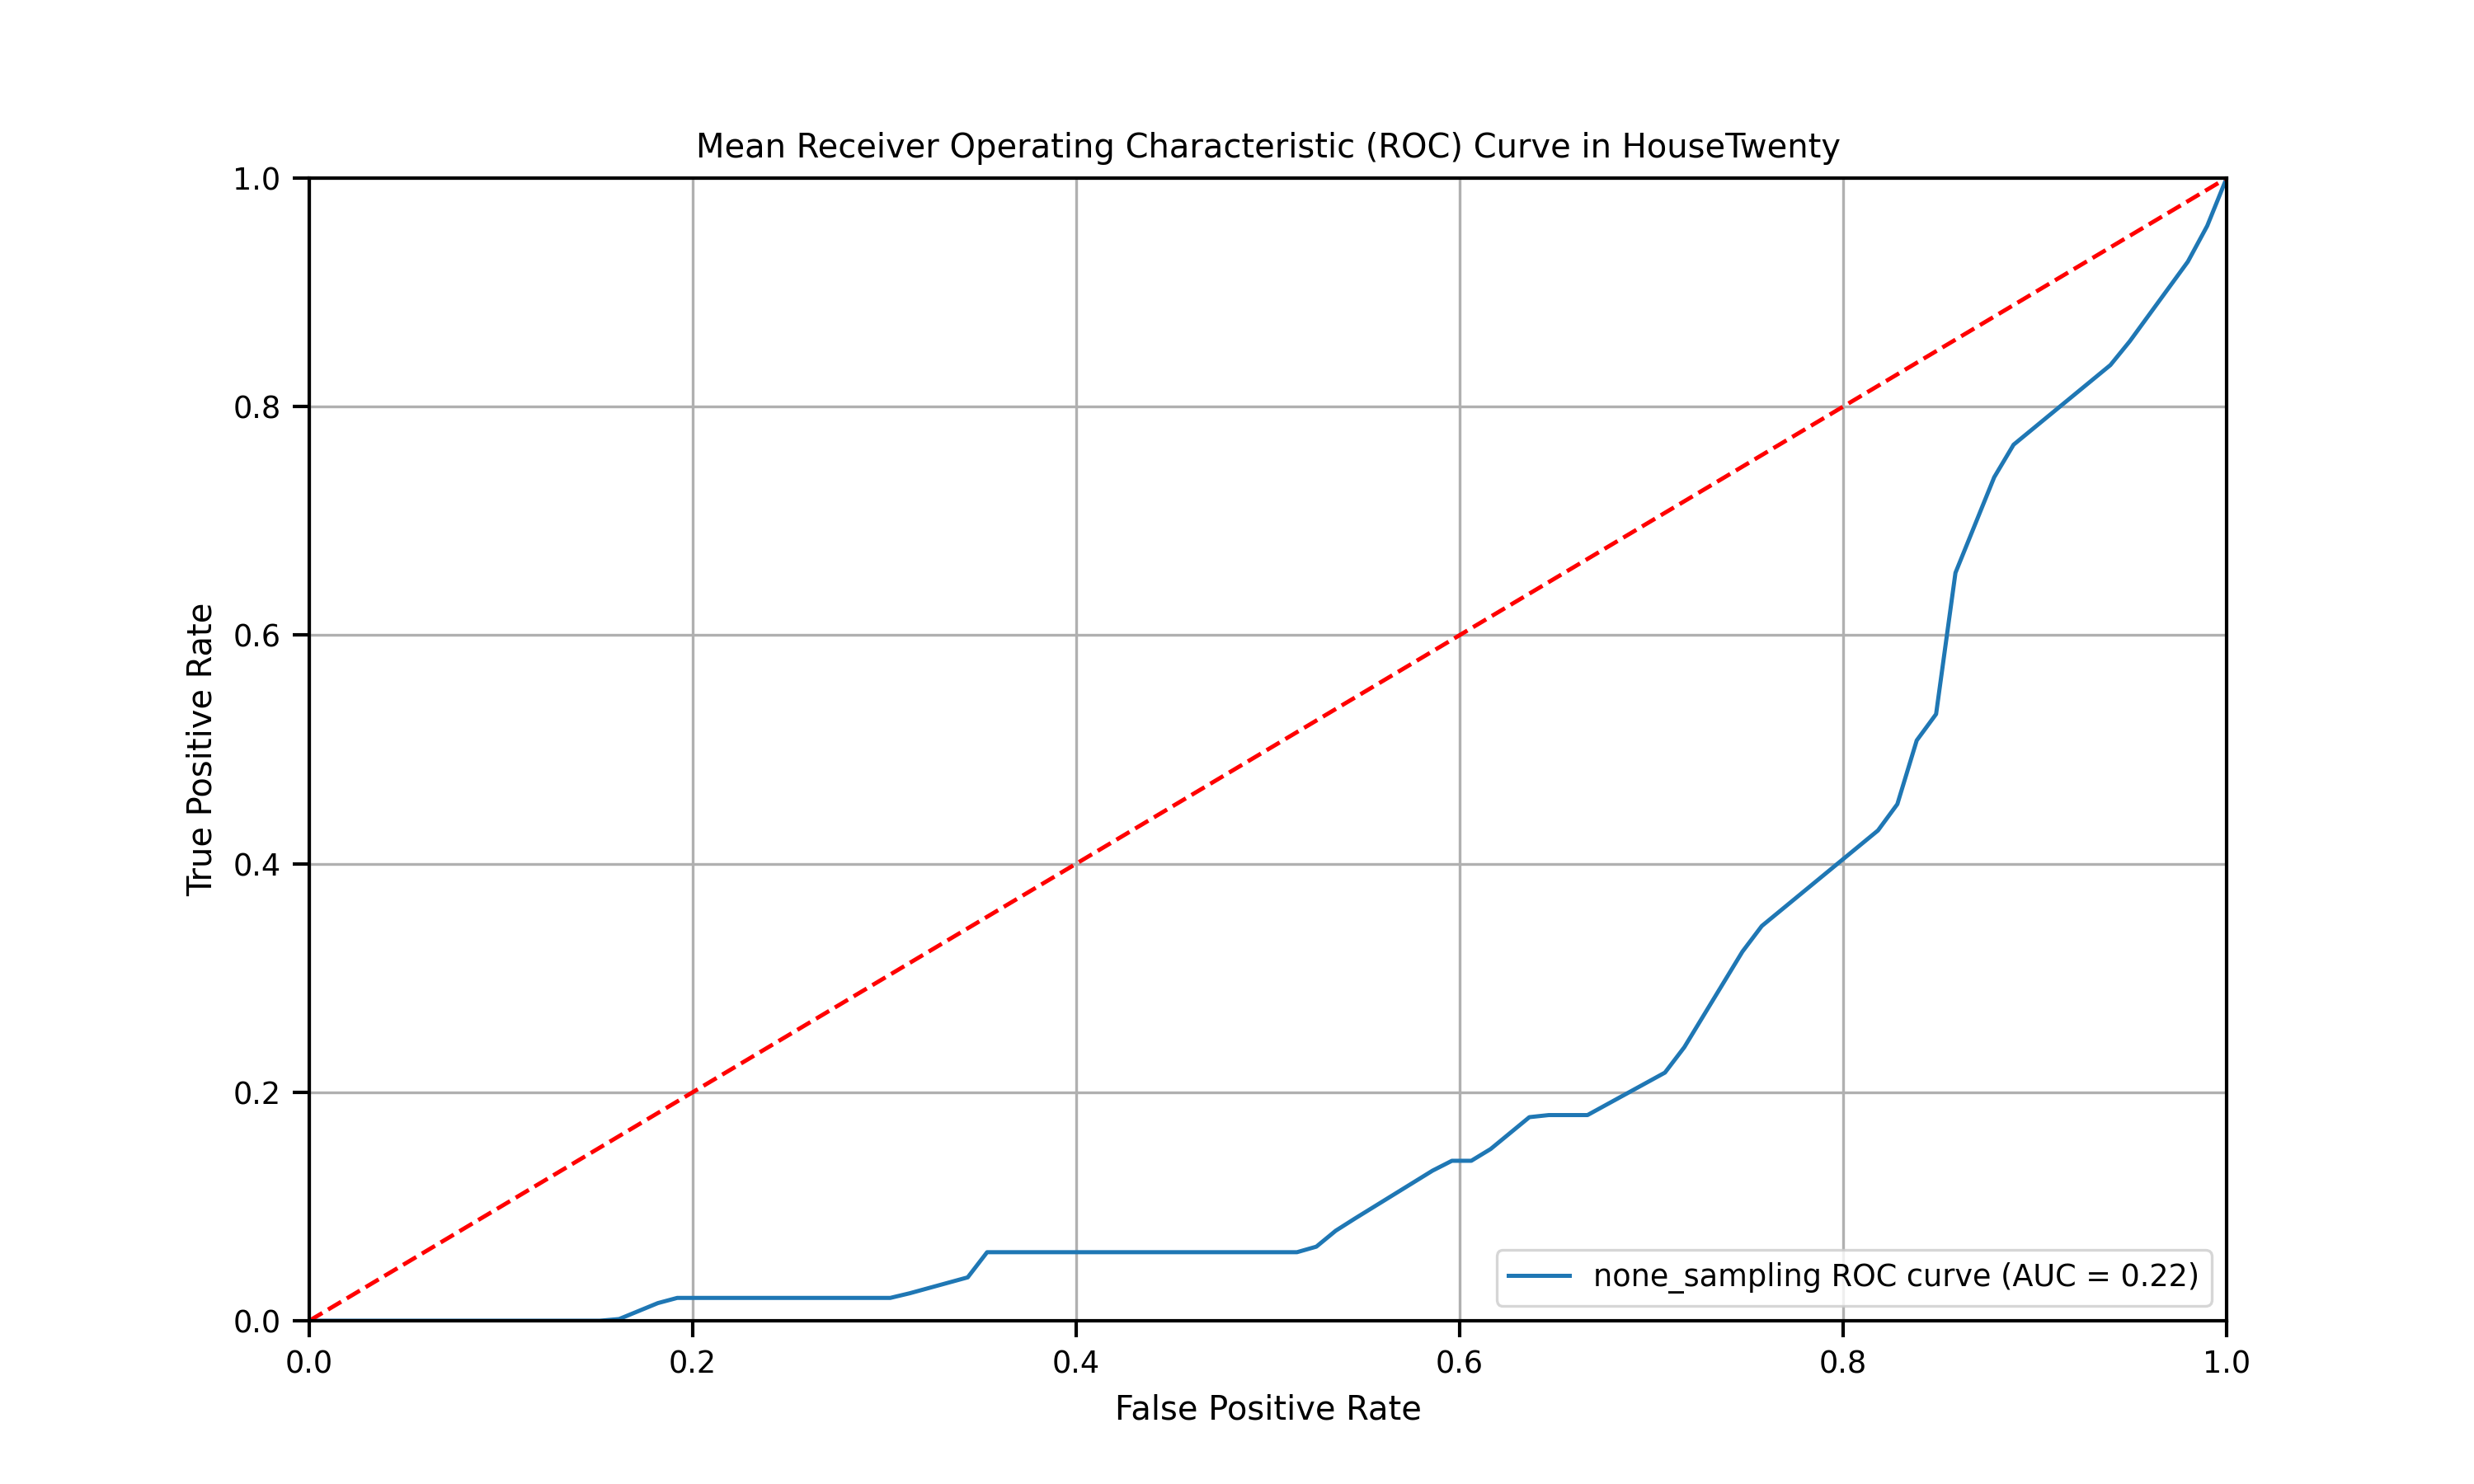 Mean Receiver Operating Characteristic (ROC) Curve in HouseTwenty
1.0
0.8
0.6
0.4
0.2
0.0
True Positive Rate
none_sampling ROC curve (AUC = 0.22)
0.0 0.2 0.4 0.6 0.8 1.0
False Positive Rate